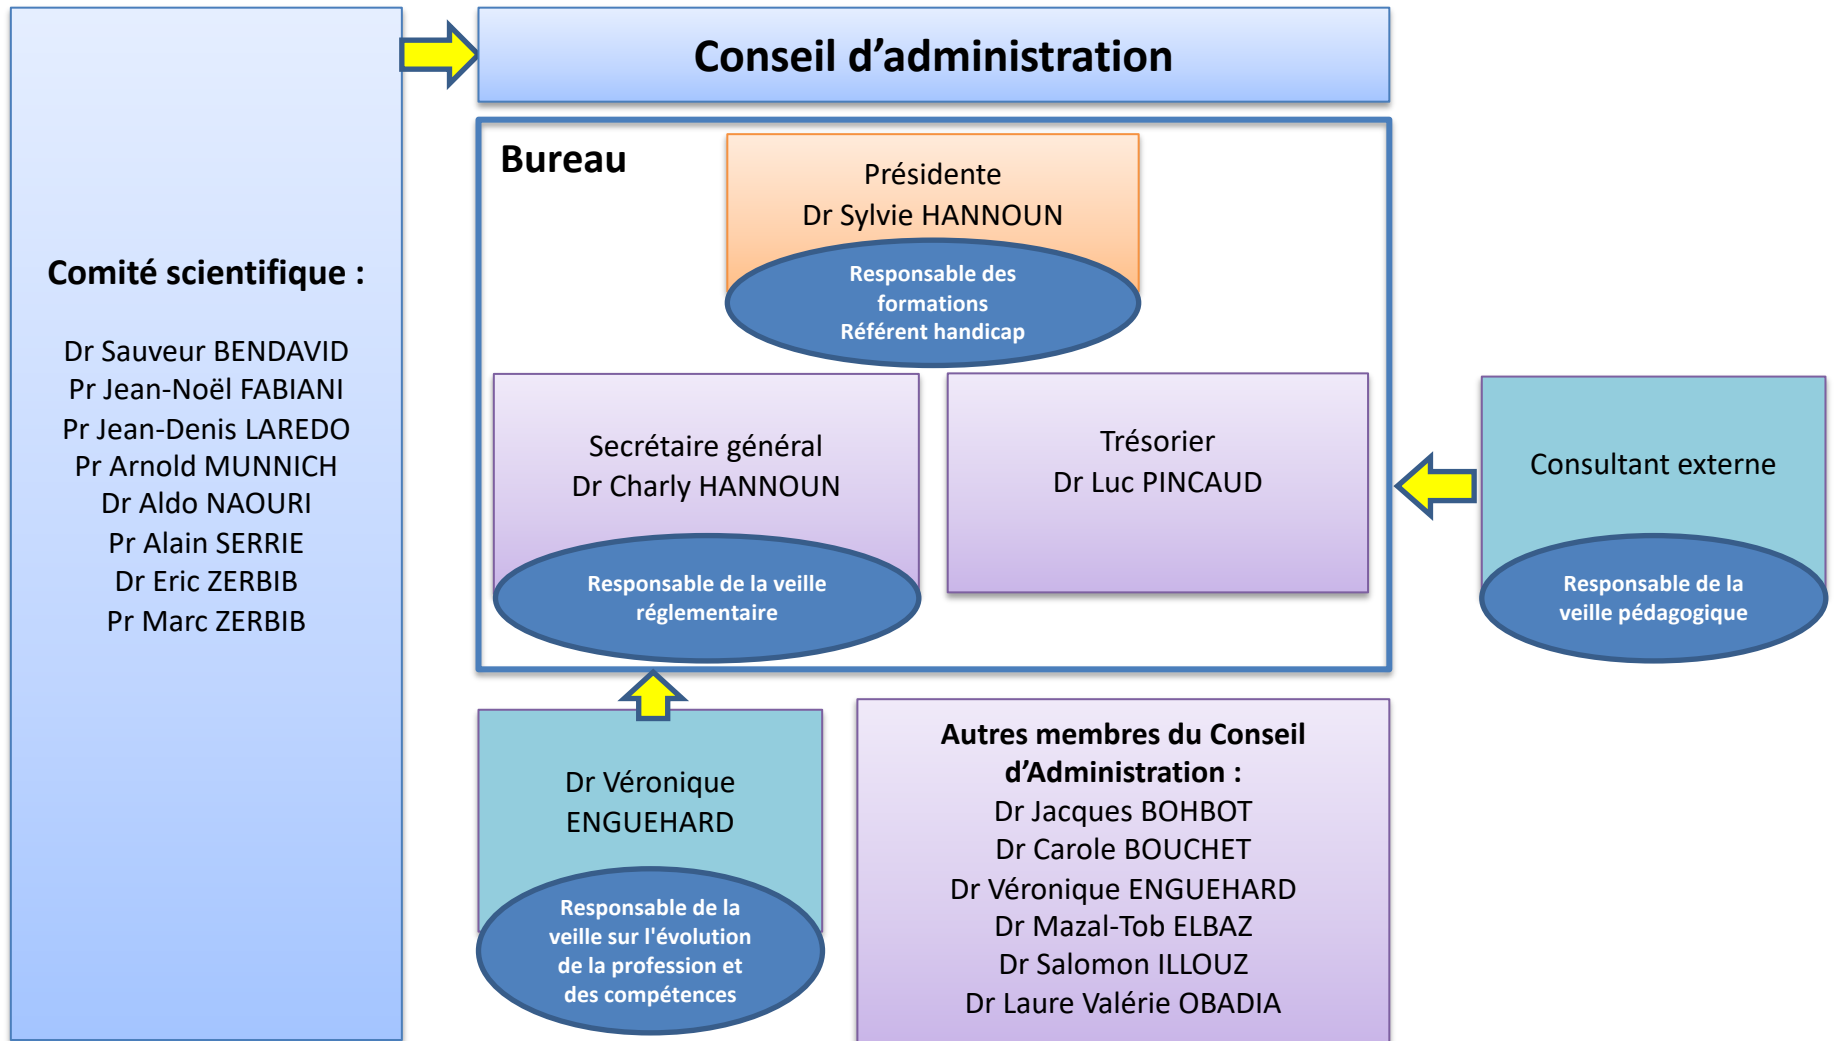 Comité scientifique :
Dr Sauveur BENDAVID
Pr Jean-Noël FABIANI
Pr Jean-Denis LAREDO
Pr Arnold MUNNICH
Dr Aldo NAOURI
Pr Alain SERRIE
Dr Eric ZERBIB
Pr Marc ZERBIB
Conseil d’administration
Bureau
Présidente
Dr Sylvie HANNOUN
Responsable des
formations
Référent handicap
Secrétaire général
Dr Charly HANNOUN
Responsable de la veille
réglementaire
Trésorier
Dr Luc PINCAUD
Consultant externe
Responsable de la
veille pédagogique
Dr Véronique
ENGUEHARD
Responsable de la
veille sur l'évolution
de la profession et
des compétences
Autres membres du Conseil
d’Administration :
Dr Jacques BOHBOT
Dr Carole BOUCHET
Dr Véronique ENGUEHARD
Dr Mazal-Tob ELBAZ
Dr Salomon ILLOUZ
Dr Laure Valérie OBADIA